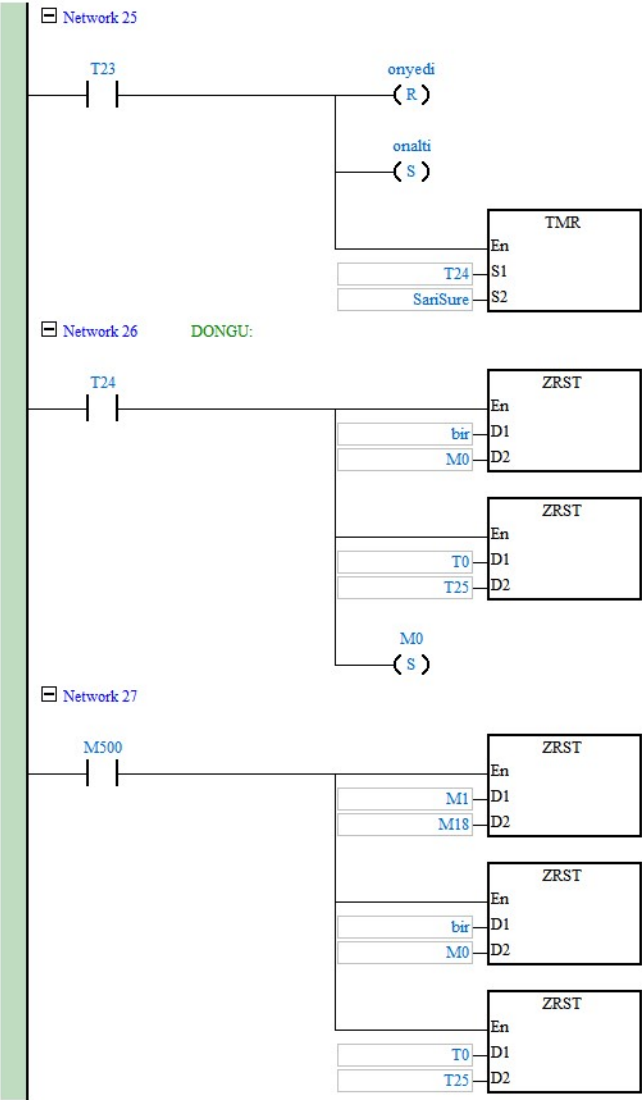 Network 25
T23
onyedi
R
onalti
S
TMR
En
T24 S1
SariSure S2
Network 26 DONGU:
T24
ZRST
En
bir D1
M0 D2
ZRST
En
T0 D1
T25 D2
M0
S
Network 27
M500
ZRST
En
M1 D1
M18 D2
ZRST
En
bir D1
M0 D2
ZRST
En
T0 D1
T25 D2